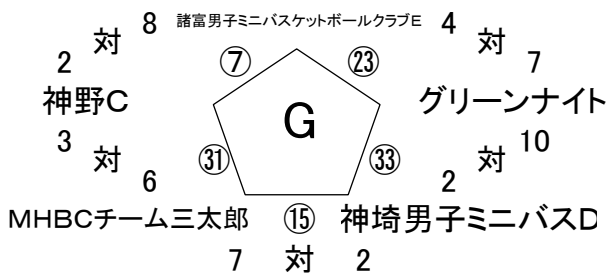 8 諸富男子ミニバスケットボールクラブE 4
対 対
2 ⑦ ㉓ 7
神野C G グリーンナイト
3 ㉛ ㉝ 10
対 対
6 2
MHBCチーム三太郎 ⑮ 神埼男子ミニバスD
7 対 2